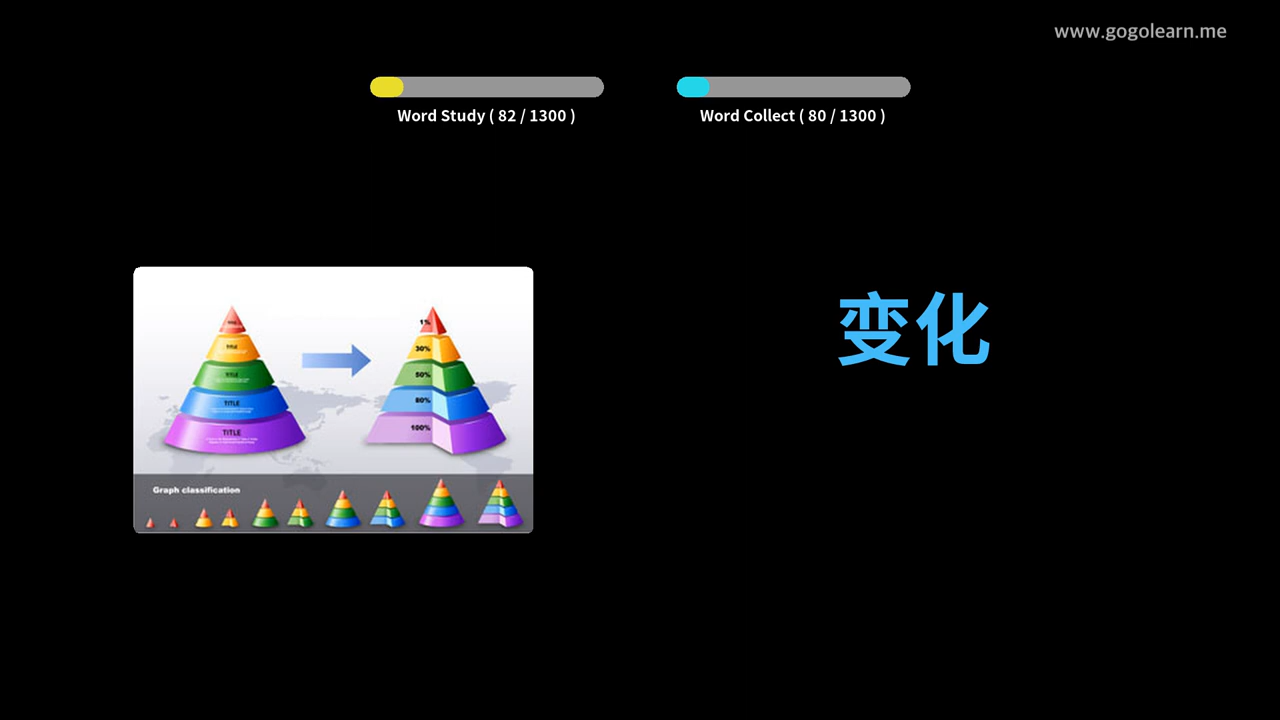 www.gogolearn.me
Word Study ( 82 / 1300 )
Word Collect ( 80 / 1300 )
变化
TITLE
TITLE
TITLE
TITLE
1%
30%
50%
80%
100%
Graph classification